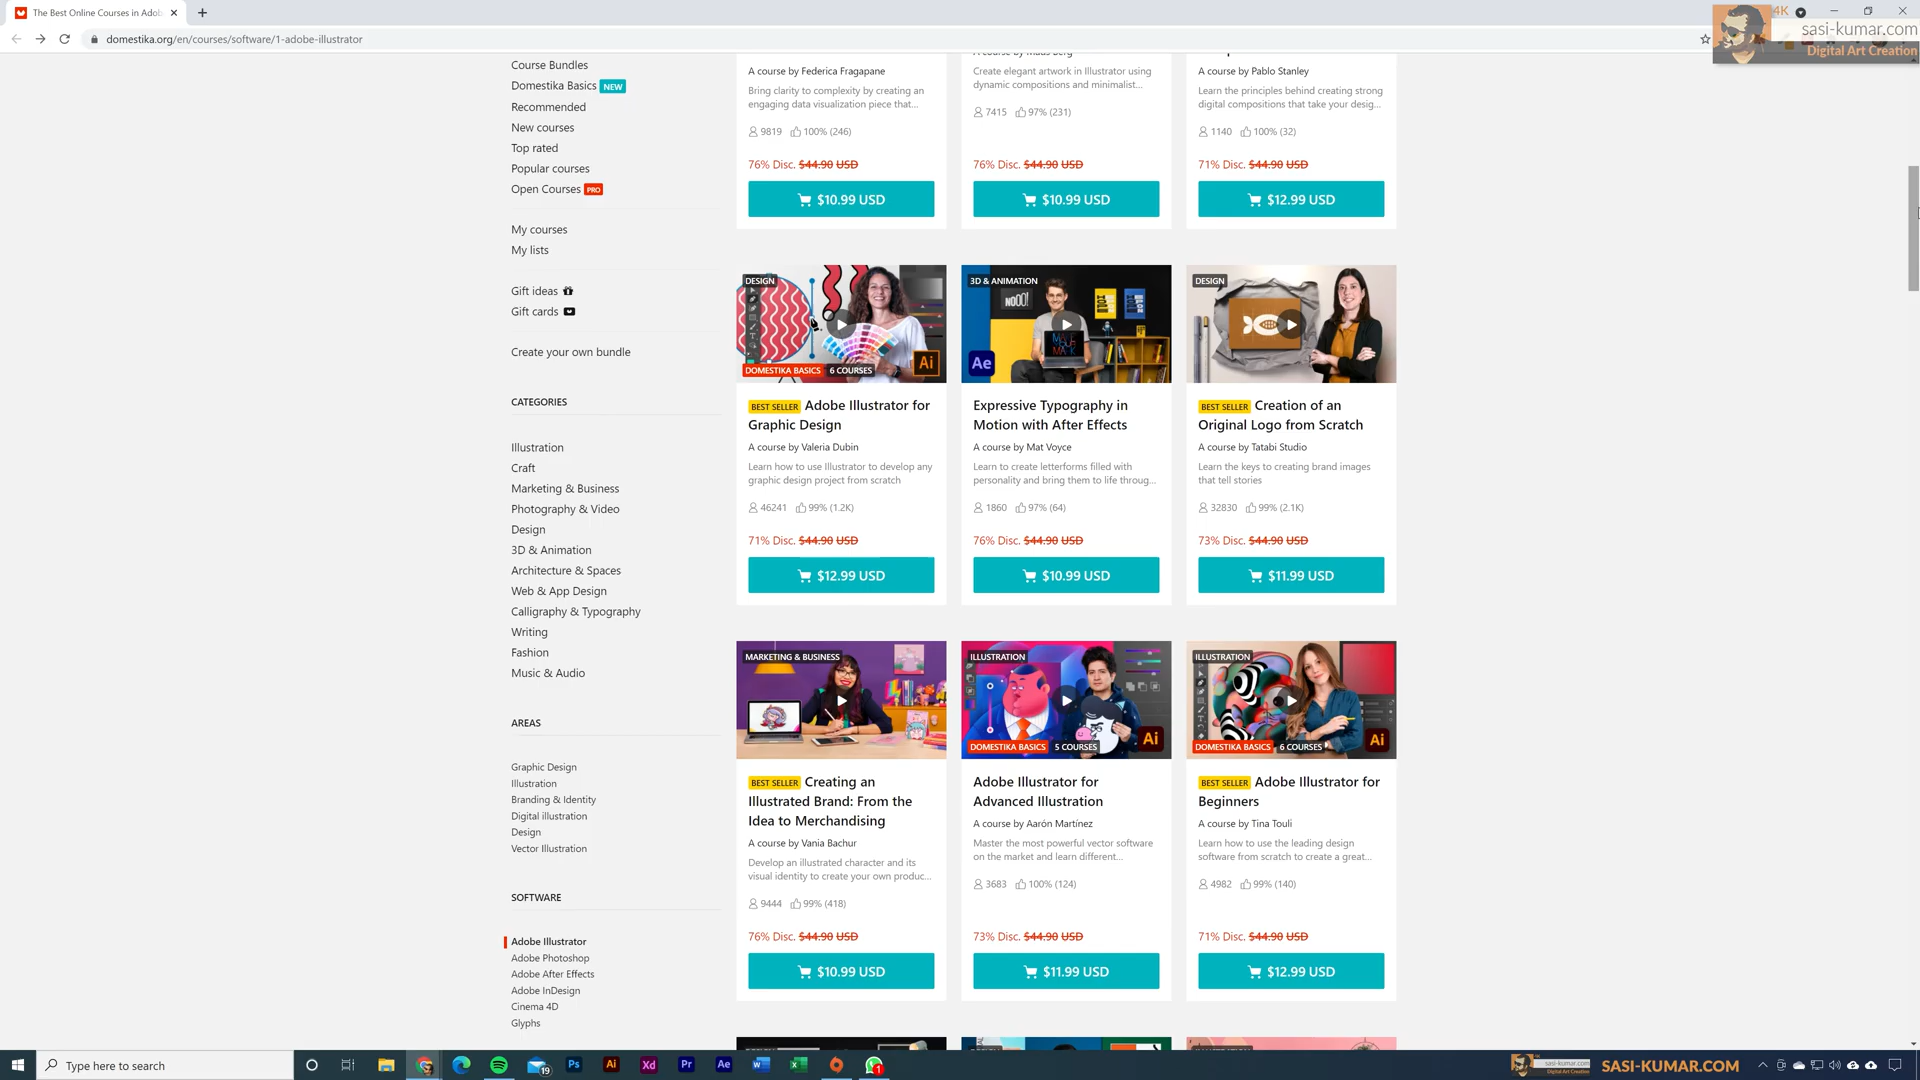 The Best Online Courses in Adob
4K
sasi-kumar.com
Digital Art Creation
domestika.org/en/courses/software/1-adobe-illustrator
Course Bundles
Domestika Basics NEW
Recommended
New courses
Top rated
Popular courses
Open Courses PRO
My courses
My lists
Gift ideas
Gift cards
Create your own bundle
CATEGORIES
Illustration
Craft
Marketing & Business
Photography & Video
Design
3D & Animation
Architecture & Spaces
Web & App Design
Calligraphy & Typography
Writing
Fashion
Music & Audio
AREAS
Graphic Design
Illustration
Branding & Identity
Digital illustration
Design
Vector Illustration
SOFTWARE
Adobe Illustrator
Adobe Photoshop
Adobe After Effects
Adobe InDesign
Cinema 4D
Glyphs
A course by Federica Fragapane
Bring clarity to complexity by creating an
engaging data visualization piece that...
9819 100% (246)
76% Disc. $44.90 USD
$10.99 USD
Create elegant artwork in Illustrator using
dynamic compositions and minimalist...
7415 97% (231)
76% Disc. $44.90 USD
$10.99 USD
A course by Pablo Stanley
Learn the principles behind creating strong
digital compositions that take your desig...
1140 100% (32)
71% Disc. $44.90 USD
$12.99 USD
DESIGN
DOMESTIKA BASICS 6 COURSES
Ai
BEST SELLER Adobe Illustrator for
Graphic Design
A course by Valeria Dubin
Learn how to use Illustrator to develop any
graphic design project from scratch
46241 99% (1.2K)
71% Disc. $44.90 USD
$12.99 USD
3D & ANIMATION
NOOO!
Ae
Expressive Typography in
Motion with After Effects
A course by Mat Voyce
Learn to create letterforms filled with
personality and bring them to life throug...
1860 97% (64)
76% Disc. $44.90 USD
$10.99 USD
DESIGN
BEST SELLER Creation of an
Original Logo from Scratch
A course by Tatabi Studio
Learn the keys to creating brand images
that tell stories
32830 99% (2.1K)
73% Disc. $44.90 USD
$11.99 USD
MARKETING & BUSINESS
BEST SELLER Creating an
Illustrated Brand: From the
Idea to Merchandising
A course by Vania Bachur
Develop an illustrated character and its
visual identity to create your own produc...
9444 99% (418)
76% Disc. $44.90 USD
$10.99 USD
ILLUSTRATION
DOMESTIKA BASICS 5 COURSES
Ai
Adobe Illustrator for
Advanced Illustration
A course by Aarón Martínez
Master the most powerful vector software
on the market and learn different...
3683 100% (124)
73% Disc. $44.90 USD
$11.99 USD
ILLUSTRATION
DOMESTIKA BASICS 6 COURSES
Ai
BEST SELLER Adobe Illustrator for
Beginners
A course by Tina Touli
Learn how to use the leading design
software from scratch to create a great...
4982 99% (140)
71% Disc. $44.90 USD
$12.99 USD
Type here to search
19
Ps
Ai
Xd
Pr
Ae
1
sasi-kumar.com
Digital Art Creation
SASI-KUMAR.COM